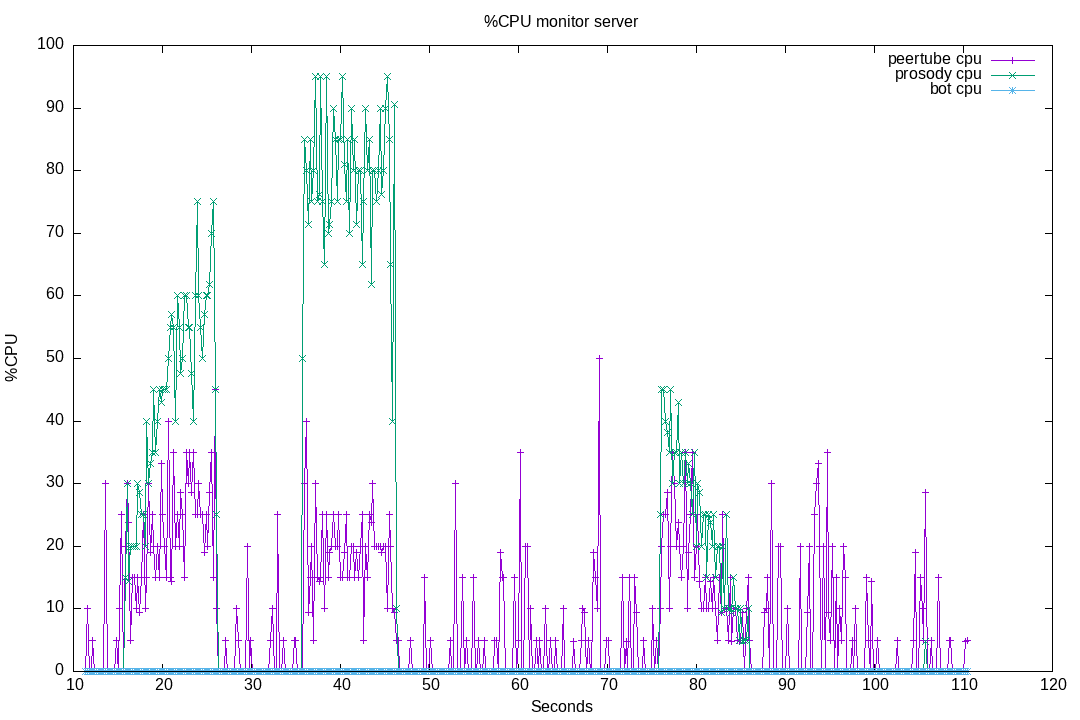 %CPU monitor server
peertube cpu
prosody cpu
bot cpu
100
90
80
70
60
50
40
30
20
10
0
%CPU
10 20 30 40 50 60 70 80 90 100 110 120
Seconds